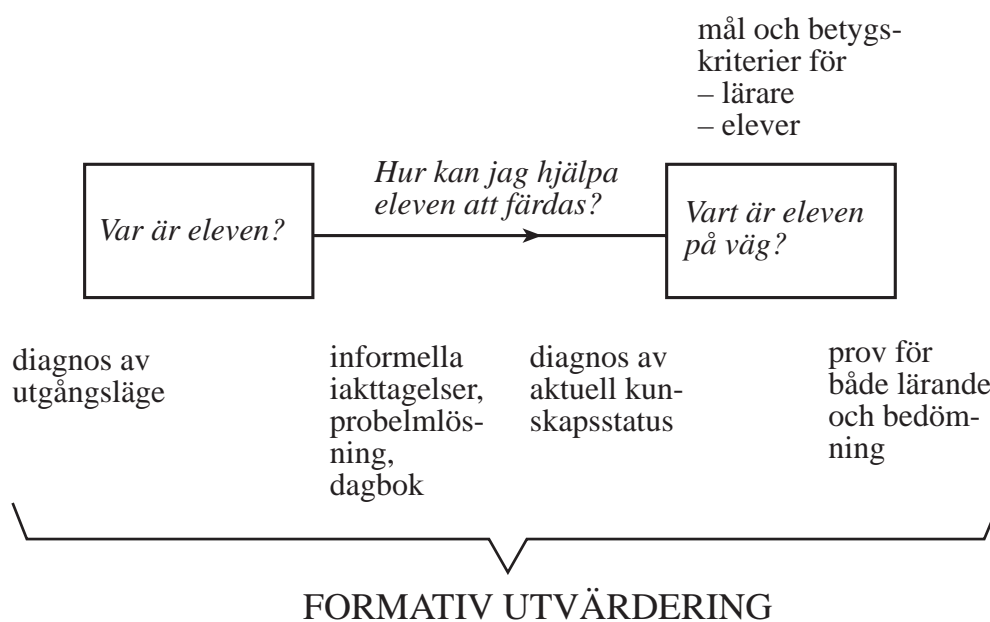 mål och betygs-
kriterier för
– lärare
– elever
Hur kan jag hjälpa
eleven att färdas?
Var är eleven?
Vart är eleven
på väg?
diagnos av
utgångsläge
informella
iakttagelser,
probelmlös-
ning,
dagbok
diagnos av
aktuell kun-
skapsstatus
prov för
både lärande
och bedöm-
ning
FORMATIV UTVÄRDERING